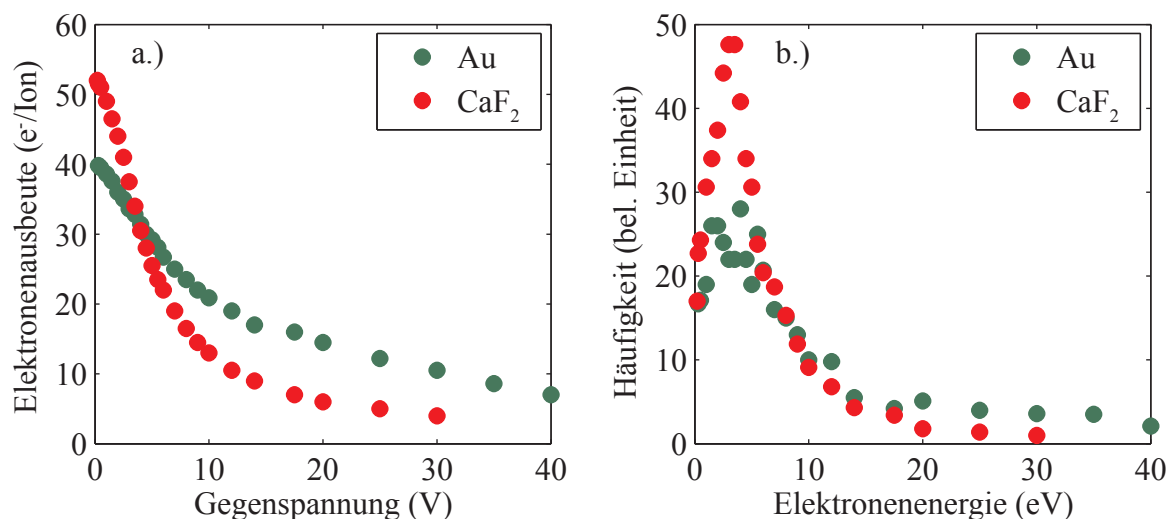 a.)
Au
CaF₂
Elektronenausbeute (e⁻/Ion)
60
50
40
30
20
10
0
0 10 20 30 40
Gegenspannung (V)
b.)
Au
CaF₂
Häufigkeit (bel. Einheit)
50
40
30
20
10
0
0 10 20 30 40
Elektronenenergie (eV)